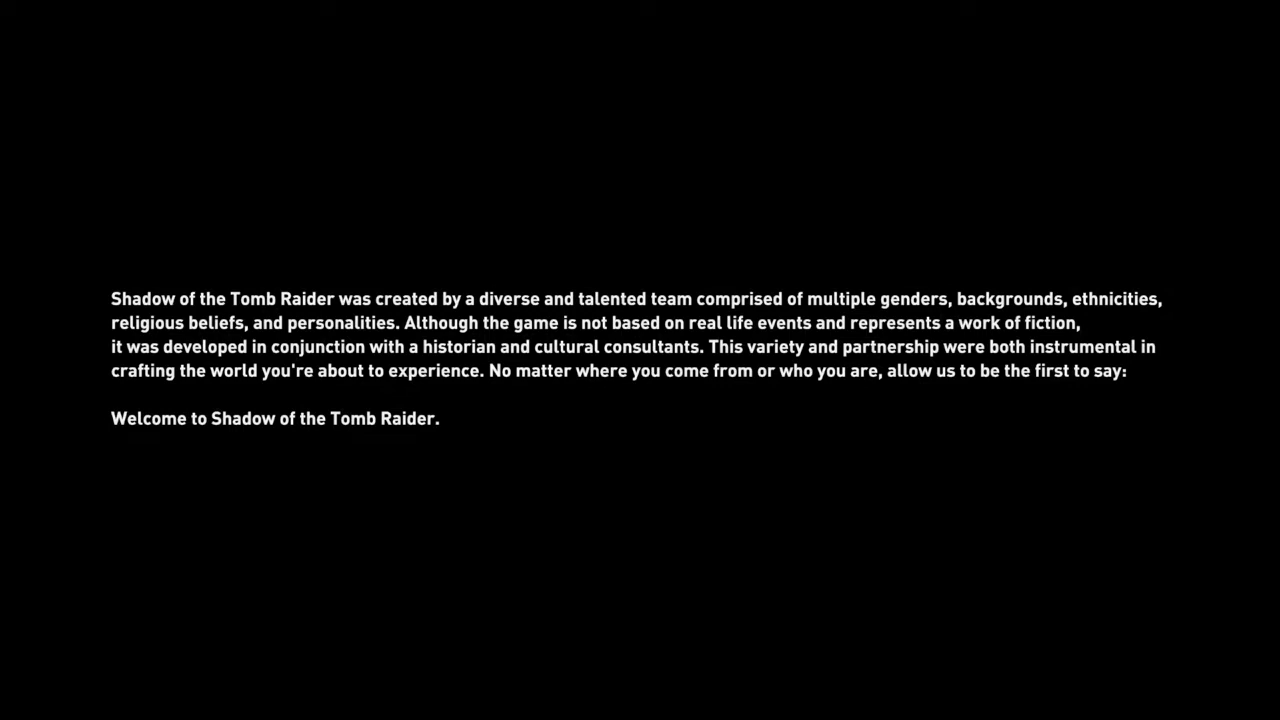 Shadow of the Tomb Raider was created by a diverse and talented team comprised of multiple genders, backgrounds, ethnicities,
religious beliefs, and personalities. Although the game is not based on real life events and represents a work of fiction,
it was developed in conjunction with a historian and cultural consultants. This variety and partnership were both instrumental in
crafting the world you're about to experience. No matter where you come from or who you are, allow us to be the first to say:
Welcome to Shadow of the Tomb Raider.